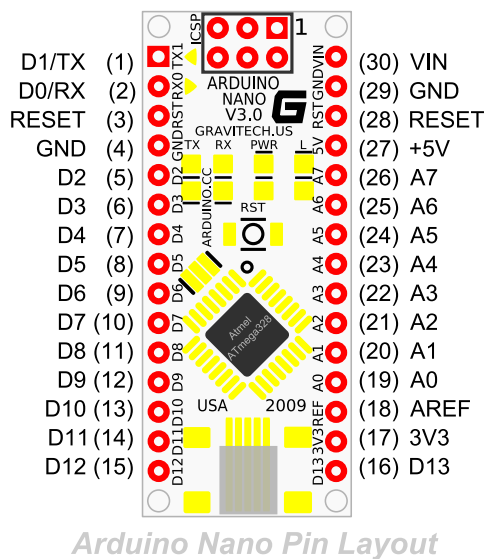 ICSP
1
D1/TX (1) TX1 VIN (30) VIN
D0/RX (2) RX0 ARDUINO GND (29) GND
RESET (3) RST NANO RST (28) RESET
V3.0 G
GRAVITECH.US
GND (4) GND 5V (27) +5V
TX RX PWR L
D2 (5) D2 A7 (26) A7
D3 (6) D3 ARDUINO.CC RST A6 (25) A6
D4 (7) D4 A5 (24) A5
D5 (8) D5 A4 (23) A4
D6 (9) D6 A3 (22) A3
D7 (10) D7 Atmel A2 (21) A2
ATmega328
D8 (11) D8 A1 (20) A1
D9 (12) D9 A0 (19) A0
D10 (13) D10 USA 2009 REF (18) AREF
D11 (14) D11 3V3 (17) 3V3
D12 (15) D12 D13 (16) D13
Arduino Nano Pin Layout